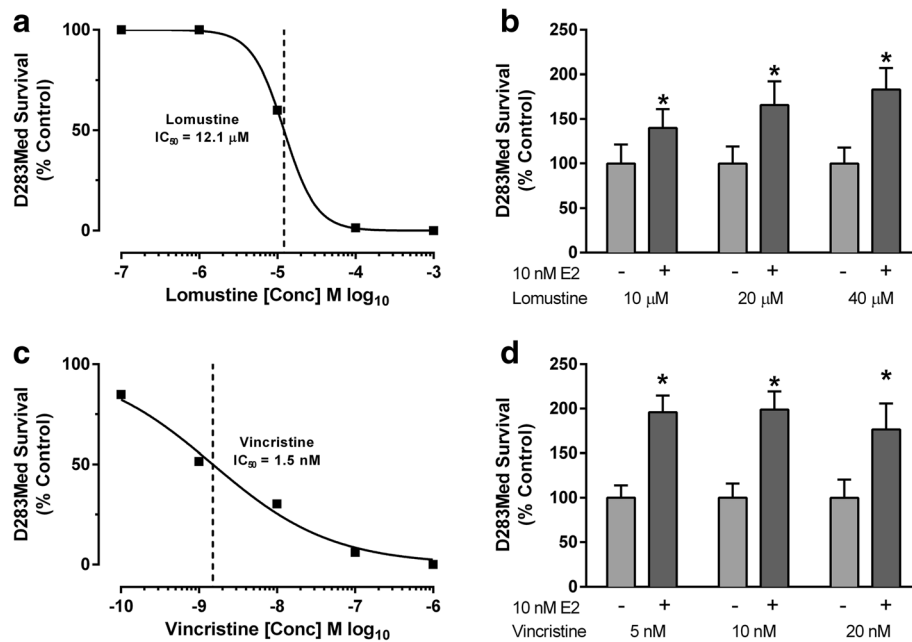 a
D283Med Survival
(% Control)
100
50
0
Lomustine
IC₅₀ = 12.1 μM
-7 -6 -5 -4 -3
Lomustine [Conc] M log₁₀
b
D283Med Survival
(% Control)
250
200
150
100
50
0
* * *
10 nM E2 - + - + - +
Lomustine 10 μM 20 μM 40 μM
c
D283Med Survival
(% Control)
100
50
0
Vincristine
IC₅₀ = 1.5 nM
-10 -9 -8 -7 -6
Vincristine [Conc] M log₁₀
d
D283Med Survival
(% Control)
250
200
150
100
50
0
* * *
10 nM E2 - + - + - +
Vincristine 5 nM 10 nM 20 nM